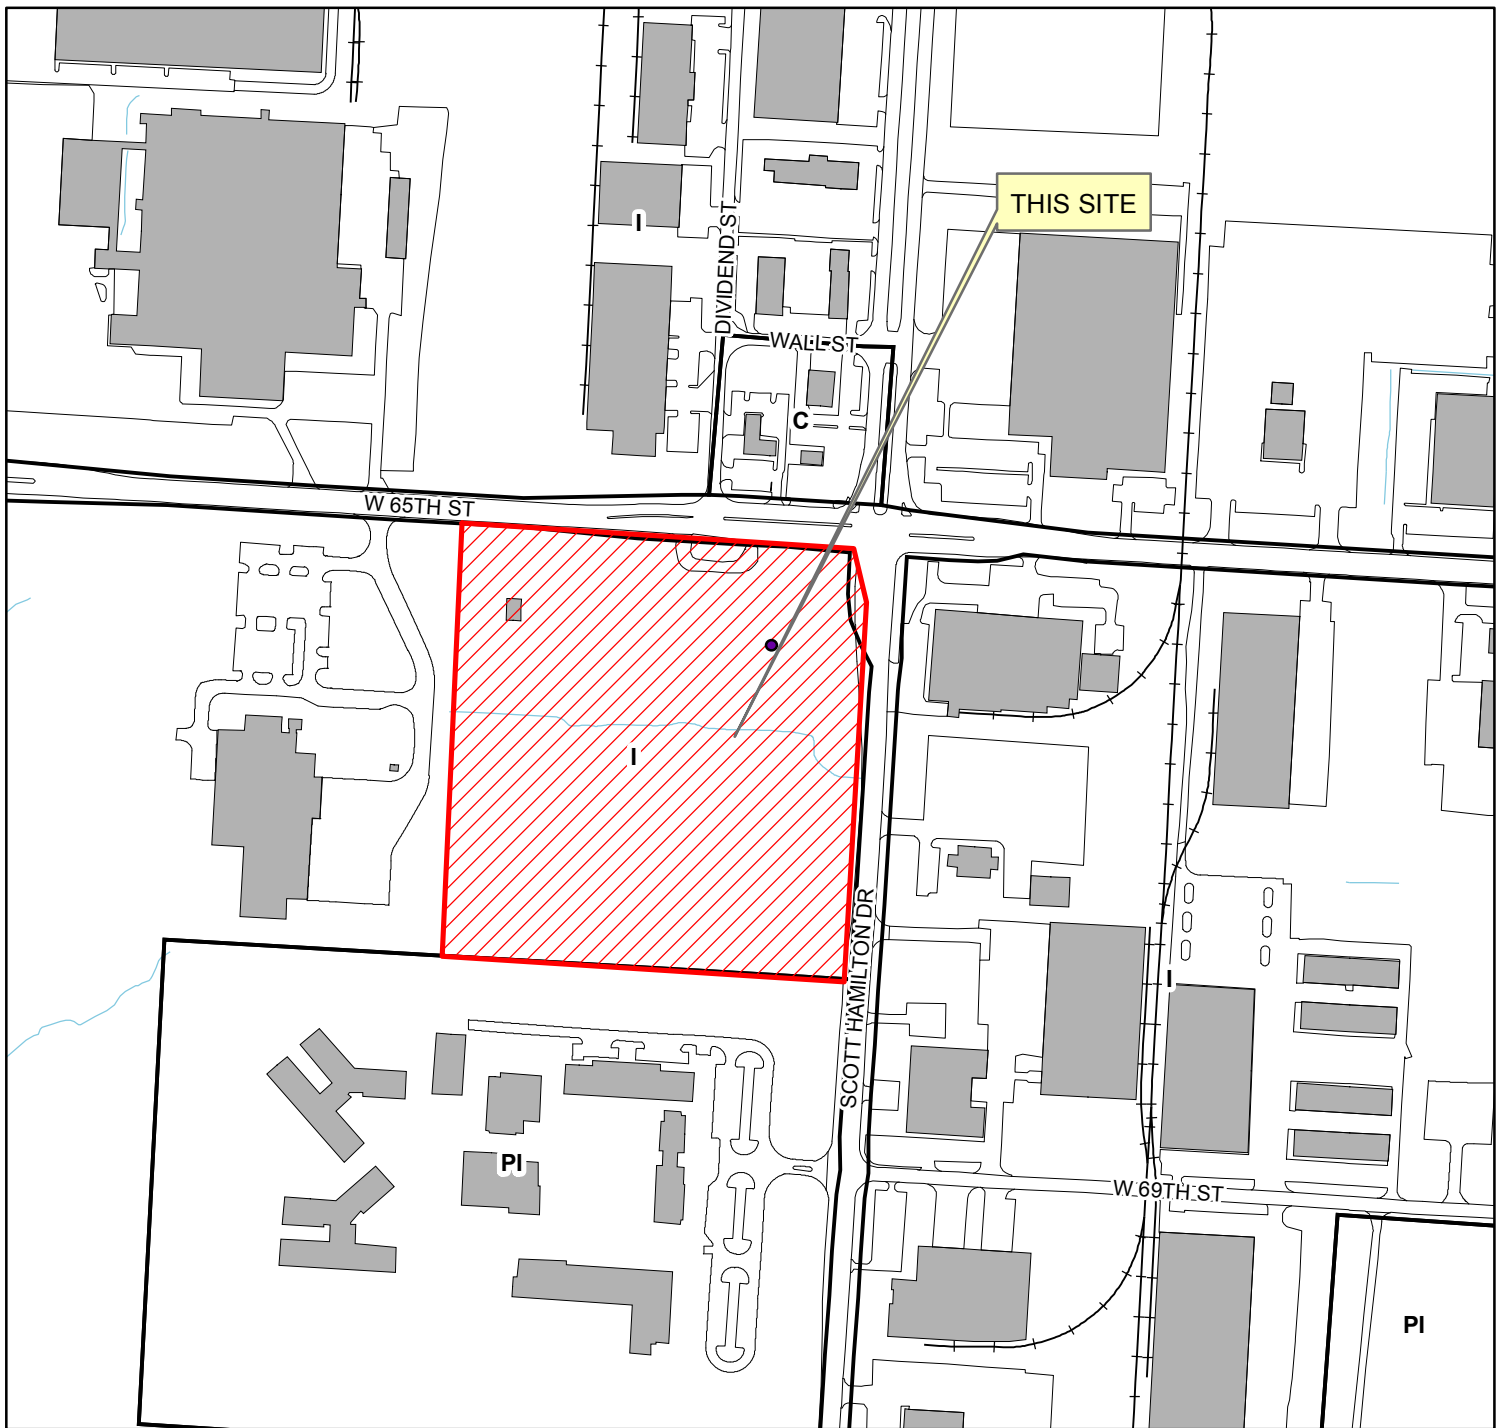 THIS SITE
I
DIVIDEND ST
WALL ST
C
W 65TH ST
I
SCOTT HAMILTON DR
I
PI
W 69TH ST
PI